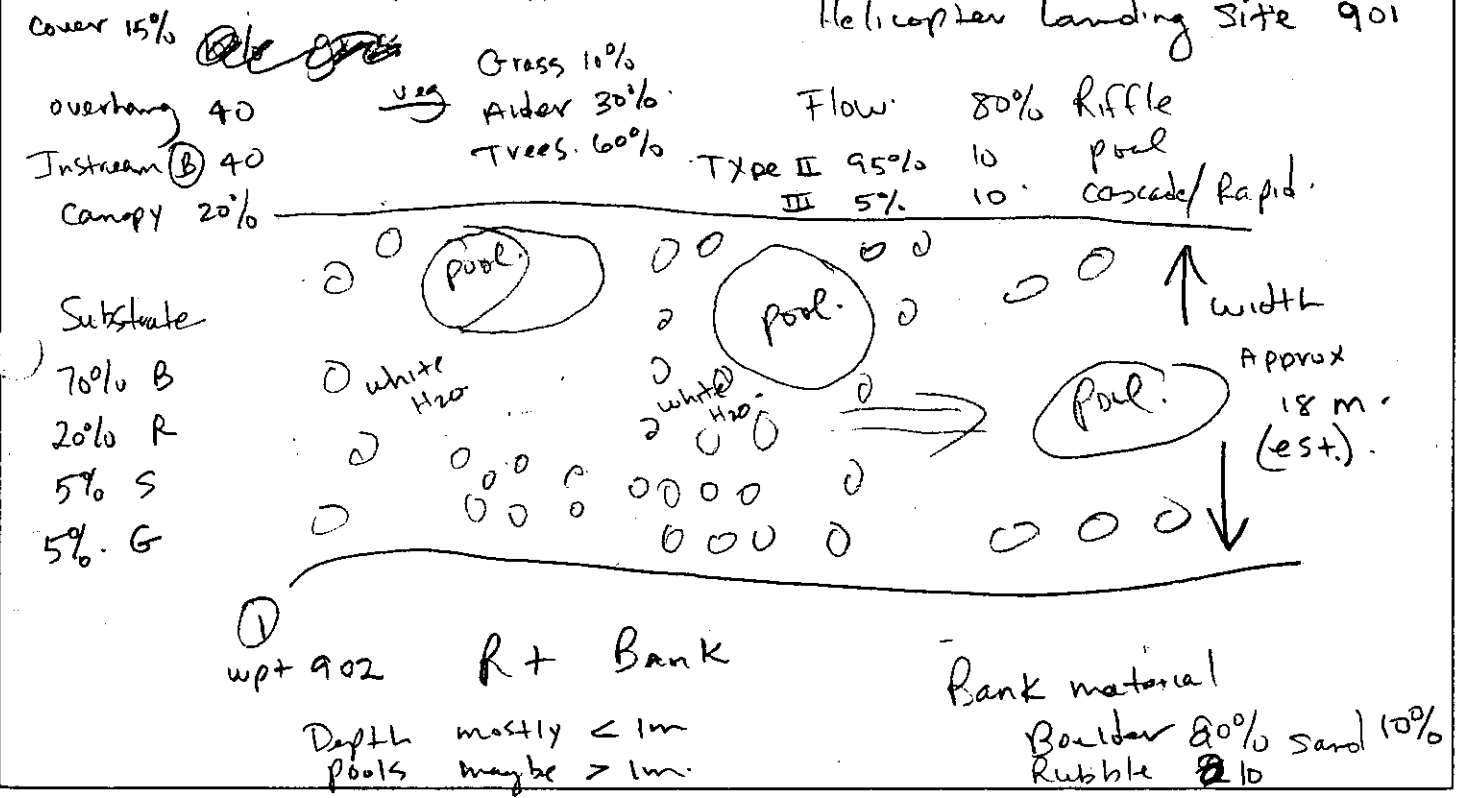 Helicopter Landing Site 901
Cover 15%
overhang 40
Instream (B) 40
Canopy 20%
veg
Grass 10%
Alder 30%
Trees. 60%
Flow. 80% Riffle
10 pool
10. cascade/Rapid.
Type II 95%
III 5%
pool.
pool.
pool.
white H20
white H20.
Substrate
70% B
20% R
5% S
5%. G
width
Approx
18 m.
(est.).
1
wpt 902 Rt Bank
Depth mostly < 1m
pools maybe > 1m.
Bank material
Boulder 80% sand 10%
Rubble 10